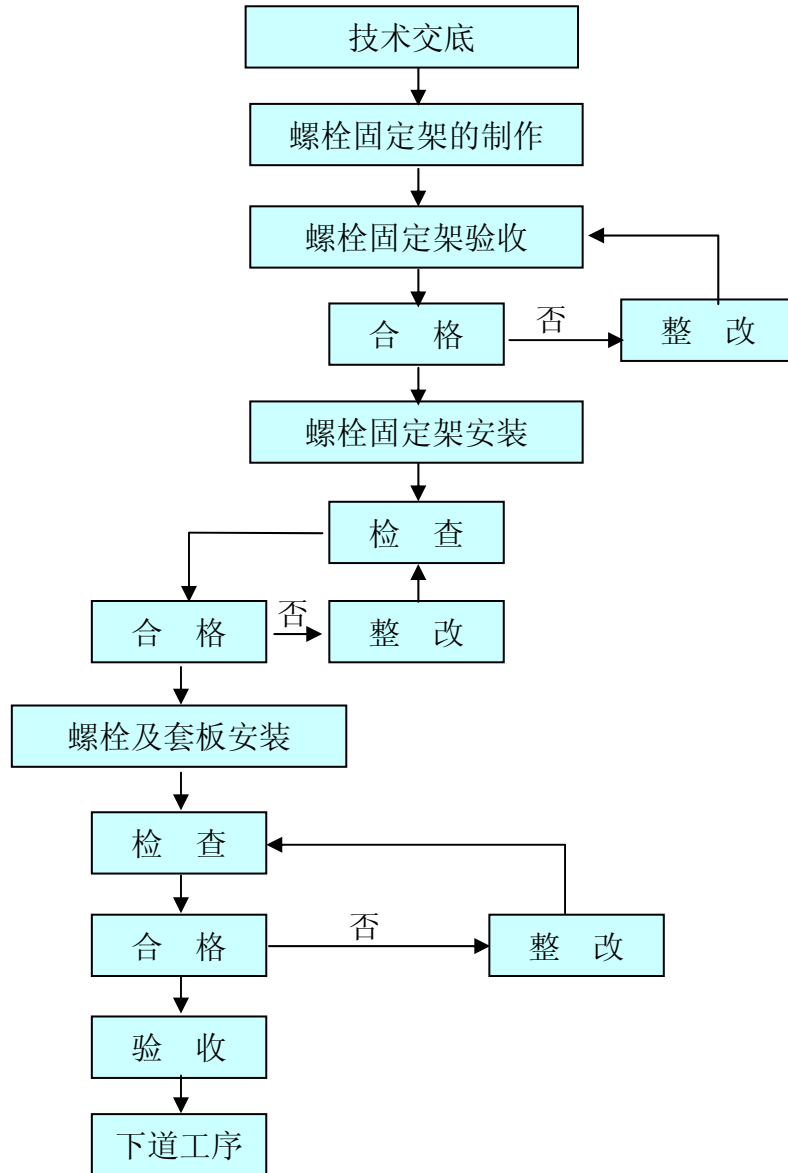 技术交底
螺栓固定架的制作
螺栓固定架验收
合 格
否
整 改
螺栓固定架安装
检 查
合 格
否
整 改
螺栓及套板安装
检 查
合 格
否
整 改
验 收
下道工序